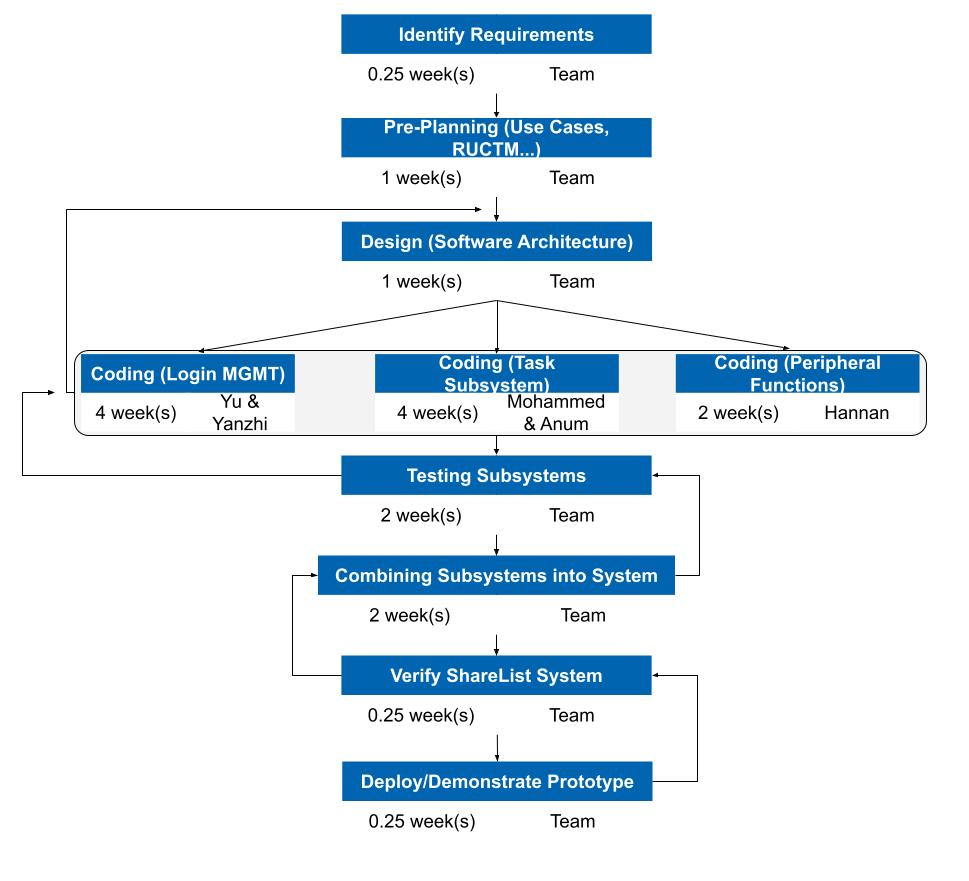 Identify Requirements
0.25 week(s) Team
Pre-Planning (Use Cases,
RUCTM...)
1 week(s) Team
Design (Software Architecture)
1 week(s) Team
Coding (Login MGMT)
4 week(s)
Yu &
Yanzhi
Coding (Task
Subsystem)
4 week(s)
Mohammed
& Anum
Coding (Peripheral
Functions)
2 week(s) Hannan
Testing Subsystems
2 week(s) Team
Combining Subsystems into System
2 week(s) Team
Verify ShareList System
0.25 week(s) Team
Deploy/Demonstrate Prototype
0.25 week(s) Team